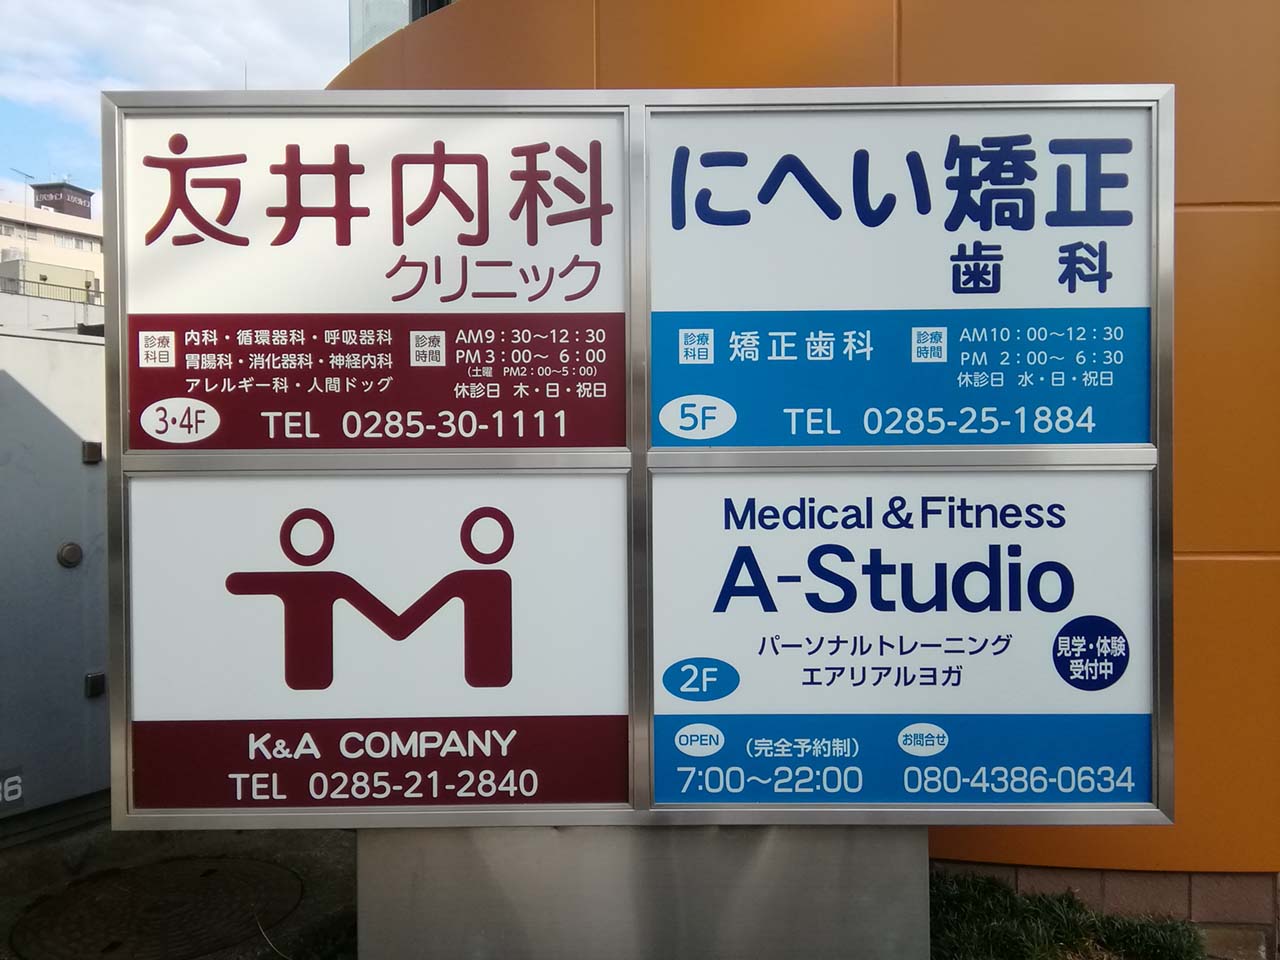 友井内科
クリニック
診療科目
内科・循環器科・呼吸器科
胃腸科・消化器科・神経内科
アレルギー科・人間ドッグ
診療時間
AM9:30～12:30
PM3:00～6:00
(土曜 PM2:00～5:00)
休診日 木・日・祝日
3・4F
TEL 0285-30-1111
にへい矯正
歯科
診療科目
矯正歯科
診療時間
AM10:00～12:30
PM 2:00～6:30
休診日 水・日・祝日
5F
TEL 0285-25-1884
K&A COMPANY
TEL 0285-21-2840
Medical & Fitness
A-Studio
パーソナルトレーニング
エアリアルヨガ
見学・体験
受付中
2F
OPEN
(完全予約制)
7:00～22:00
お問合せ
080-4386-0634